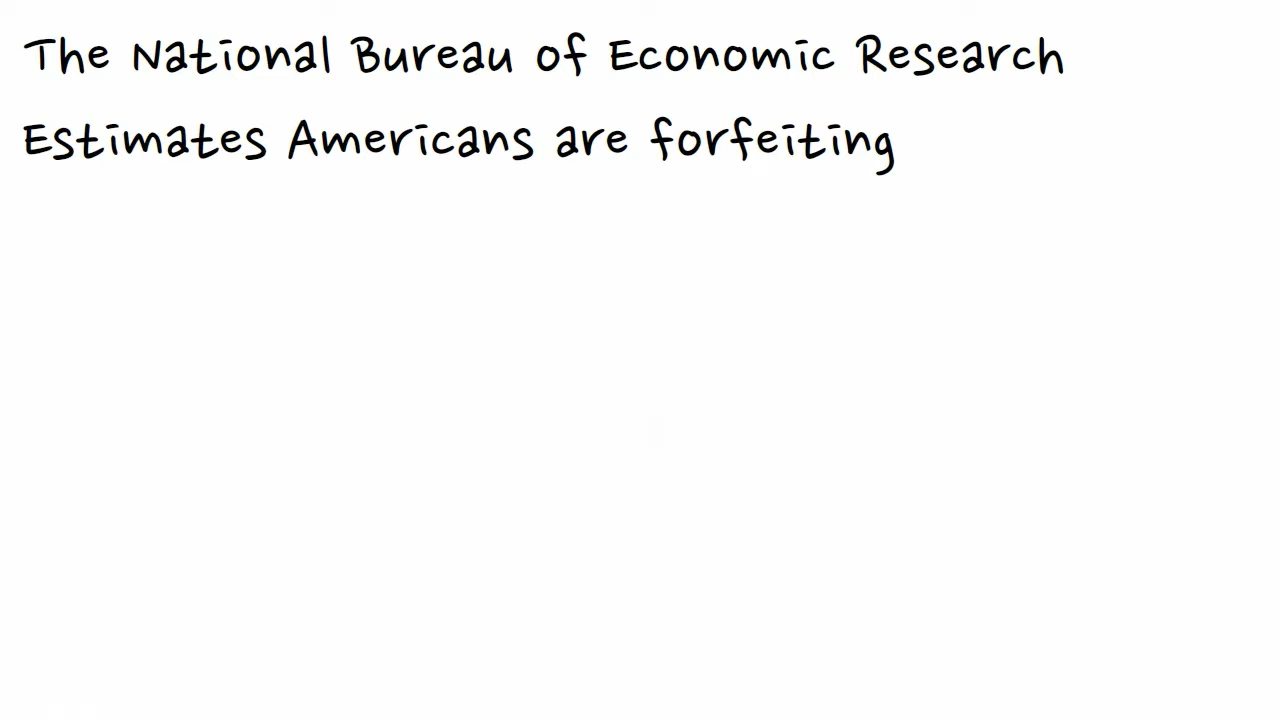 The National Bureau of Economic Research
Estimates Americans are forfeiting